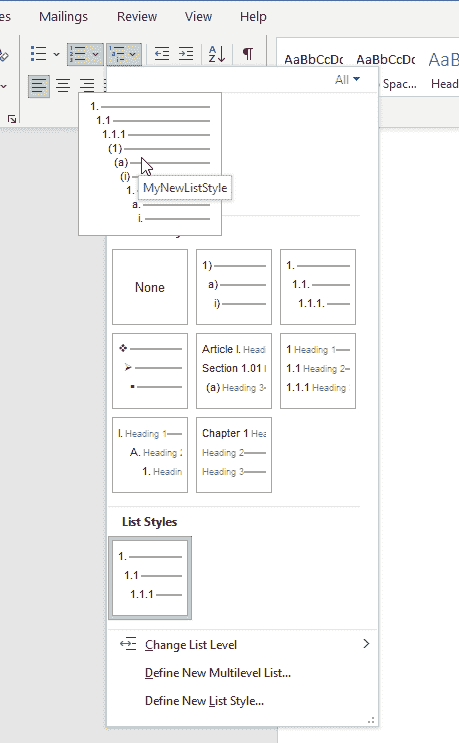 es Mailings Review View Help
AaBbCcDc AaBbCcDc AaBb
Spac... Head
All
1.
1.1
1.1.1
(1)
(a)
(i)
1.
a.
i.
MyNewListStyle
None
1)
a)
i)
1.
1.1.
1.1.1.
Article I. Head
Section 1.01
(a) Heading 3
1 Heading 1
1.1 Heading 2
1.1.1 Heading
I. Heading 1
A. Heading 2
1. Headin
Chapter 1 Hea
Heading 2
Heading 3
List Styles
1.
1.1
1.1.1
Change List Level
Define New Multilevel List...
Define New List Style...